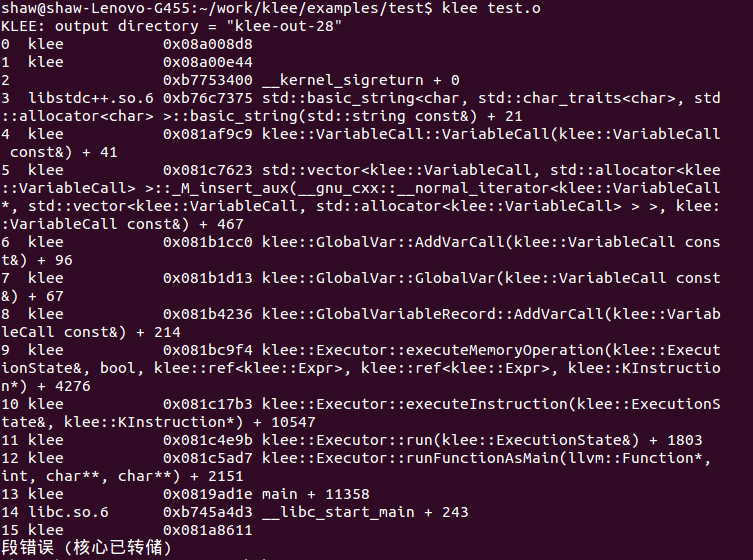 shaw@shaw-Lenovo-G455:~/work/klee/examples/test$ klee test.o
KLEE: output directory = "klee-out-28"
0  klee           0x08a008d8
1  klee           0x08a00e44
2                 0xb7753400 __kernel_sigreturn + 0
3  libstdc++.so.6 0xb76c7375 std::basic_string<char, std::char_traits<char>, std
::allocator<char> >::basic_string(std::string const&) + 21
4  klee           0x081af9c9 klee::VariableCall::VariableCall(klee::VariableCall
 const&) + 41
5  klee           0x081c7623 std::vector<klee::VariableCall, std::allocator<klee
::VariableCall> >::_M_insert_aux(__gnu_cxx::__normal_iterator<klee::VariableCall
*, std::vector<klee::VariableCall, std::allocator<klee::VariableCall> > >, klee:
:VariableCall const&) + 467
6  klee           0x081b1cc0 klee::GlobalVar::AddVarCall(klee::VariableCall cons
t&) + 96
7  klee           0x081b1d13 klee::GlobalVar::GlobalVar(klee::VariableCall const
&) + 67
8  klee           0x081b4236 klee::GlobalVariableRecord::AddVarCall(klee::Variab
leCall const&) + 214
9  klee           0x081bc9f4 klee::Executor::executeMemoryOperation(klee::Execut
ionState&, bool, klee::ref<klee::Expr>, klee::ref<klee::Expr>, klee::KInstructio
n*) + 4276
10 klee           0x081c17b3 klee::Executor::executeInstruction(klee::ExecutionS
tate&, klee::KInstruction*) + 10547
11 klee           0x081c4e9b klee::Executor::run(klee::ExecutionState&) + 1803
12 klee           0x081c5ad7 klee::Executor::runFunctionAsMain(llvm::Function*,
int, char**, char**) + 2151
13 klee           0x0819ad1e main + 11358
14 libc.so.6      0xb745a4d3 __libc_start_main + 243
15 klee           0x081a8611
段错误 (核心已转储)